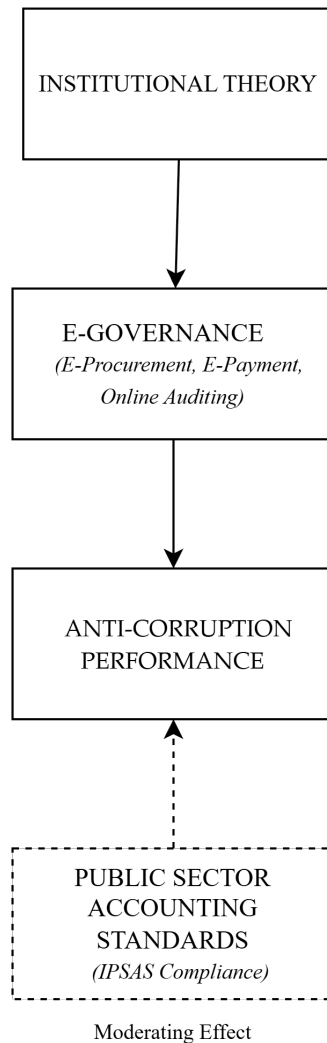 INSTITUTIONAL THEORY
E-GOVERNANCE
(E-Procurement, E-Payment,
Online Auditing)
ANTI-CORRUPTION
PERFORMANCE
PUBLIC SECTOR
ACCOUNTING
STANDARDS
(IPSAS Compliance)
Moderating Effect